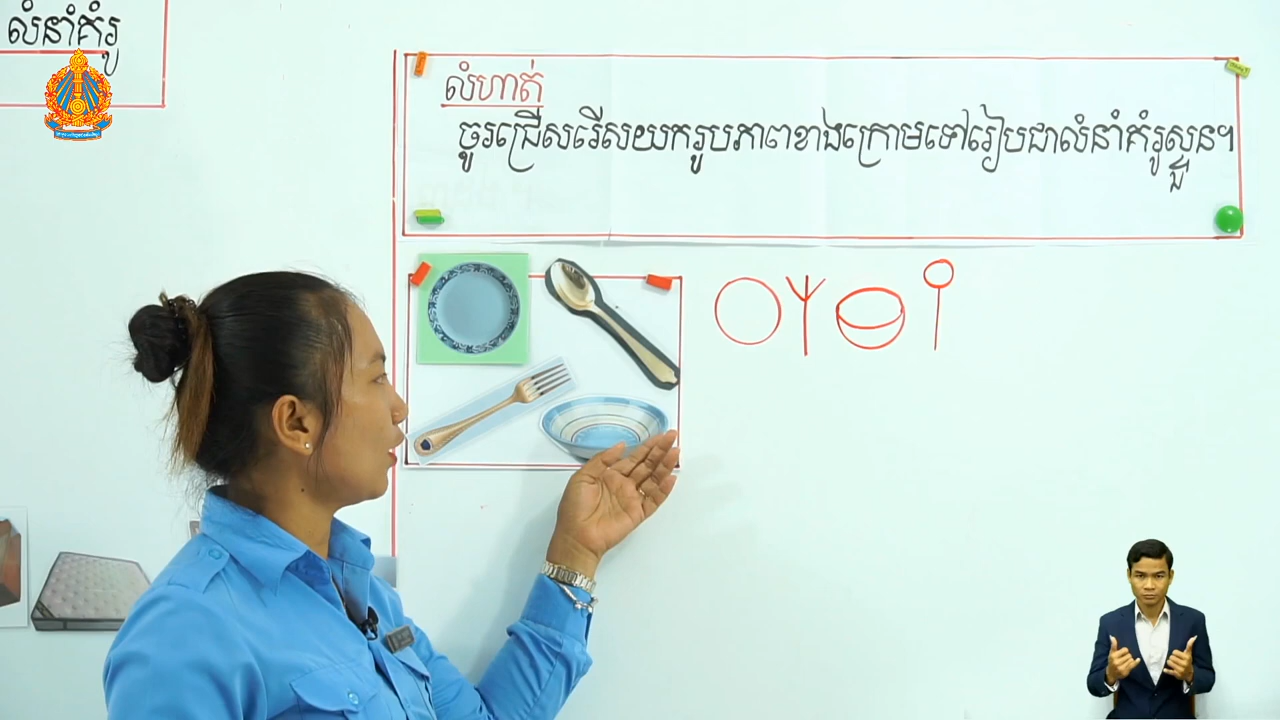 លំនាំគំរូ
លំហាត់
ចូរជ្រើសរើសយករូបភាពខាងក្រោមទៅរៀបជាលំនាំគំរូស្ទួន។